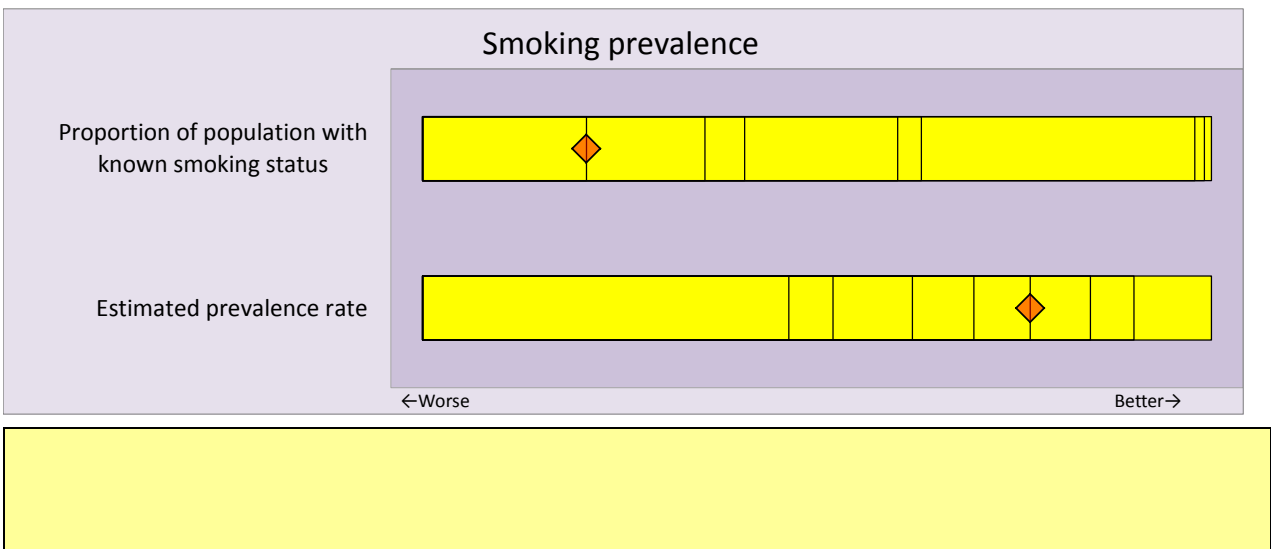 Smoking prevalence
Proportion of population with
known smoking status
Estimated prevalence rate
←Worse
Better→